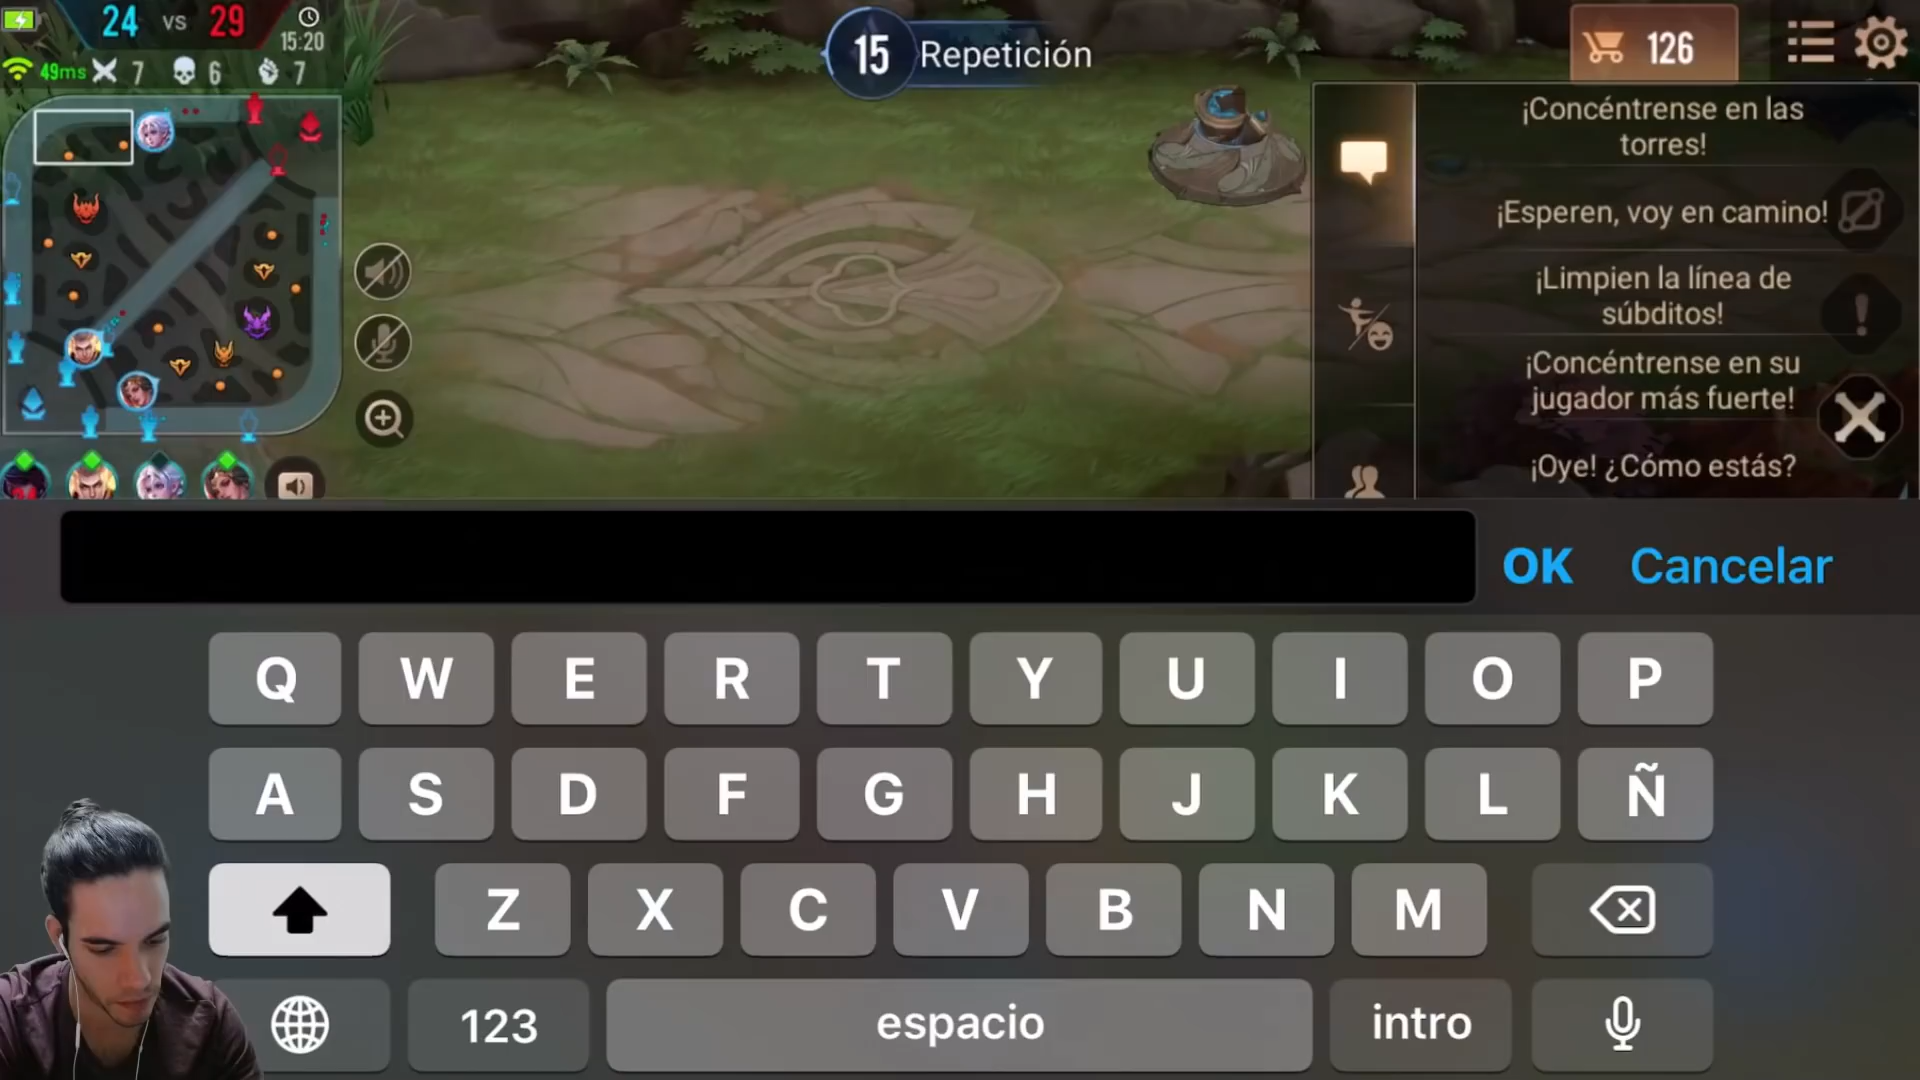 24 vs 29
15:20
49ms 7 6 7
15 Repetición
126
¡Concéntrense en las
torres!
¡Esperen, voy en camino!
¡Limpien la línea de
súbditos!
¡Concéntrense en su
jugador más fuerte!
¡Oye! ¿Cómo estás?
OK Cancelar
Q W E R T Y U I O P
A S D F G H J K L Ñ
Z X C V B N M
123 espacio intro